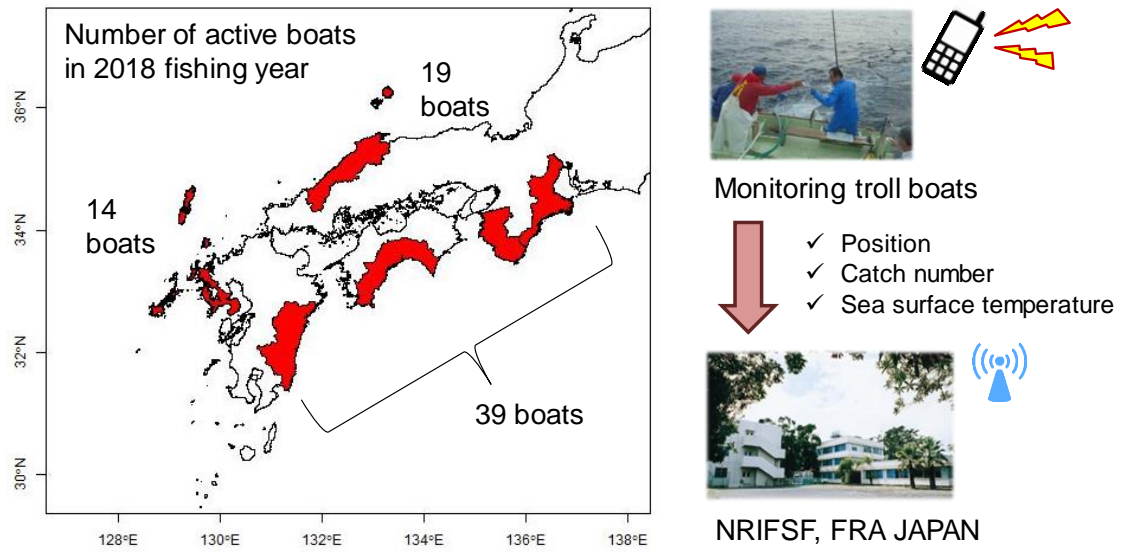 Number of active boats
in 2018 fishing year
19
boats
14
boats
39 boats
36°N
34°N
32°N
30°N
128°E
130°E
132°E
134°E
136°E
138°E
Monitoring troll boats
✓ Position
✓ Catch number
✓ Sea surface temperature
NRIFSF, FRA JAPAN